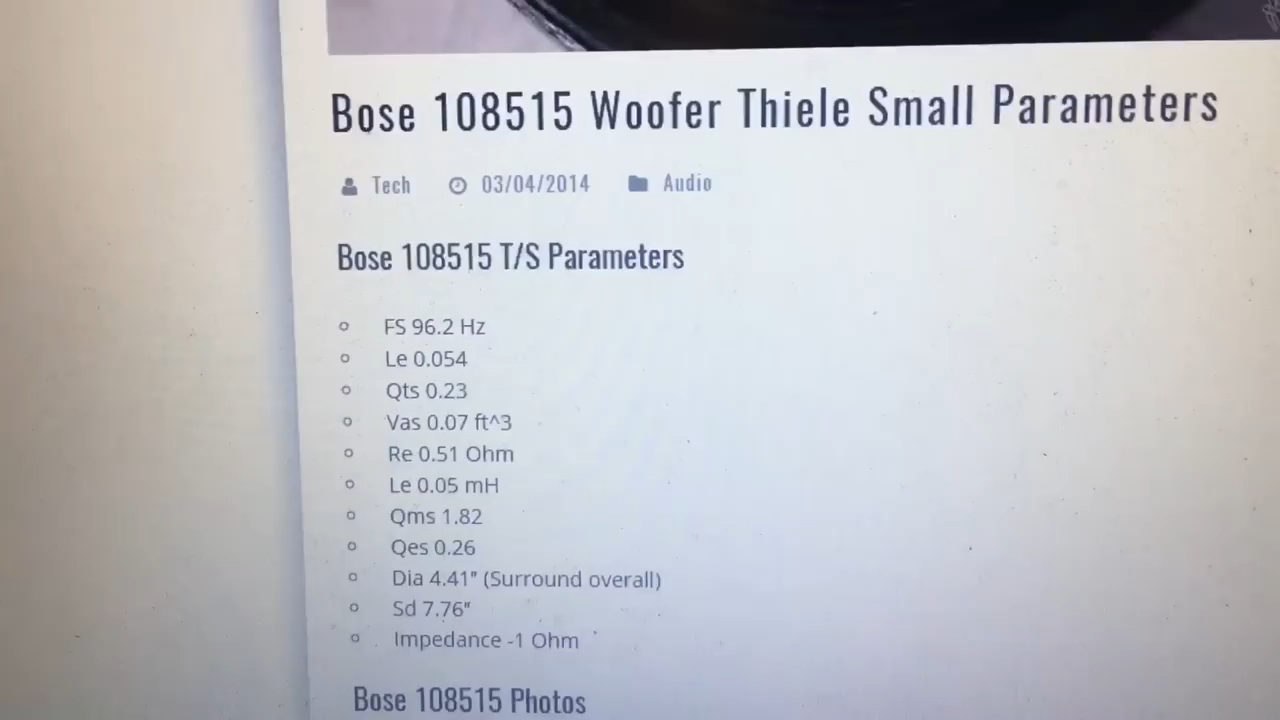 Bose 108515 Woofer Thiele Small Parameters
Tech 03/04/2014 Audio
Bose 108515 T/S Parameters
FS 96.2 Hz
Le 0.054
Qts 0.23
Vas 0.07 ft^3
Re 0.51 Ohm
Le 0.05 mH
Qms 1.82
Qes 0.26
Dia 4.41" (Surround overall)
Sd 7.76"
Impedance -1 Ohm
Bose 108515 Photos